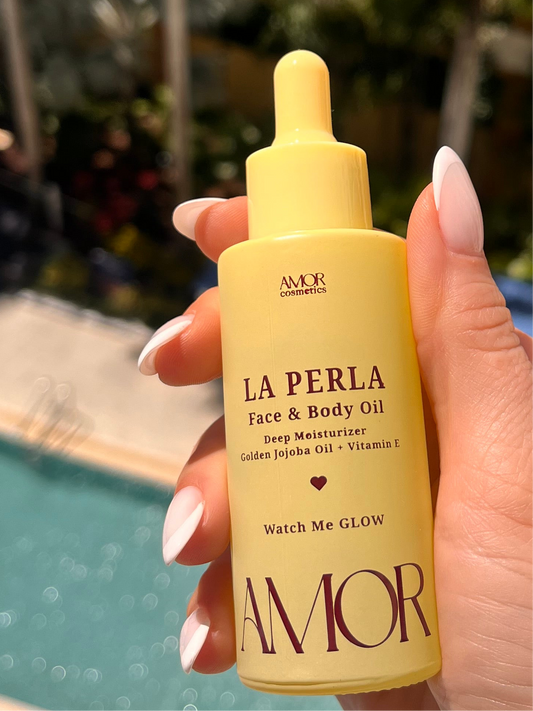 AMOR
cosmetics
LA PERLA
Face & Body Oil
Deep Moisturizer
Golden Jojoba Oil + Vitamin E
Watch Me GLOW
AMOR